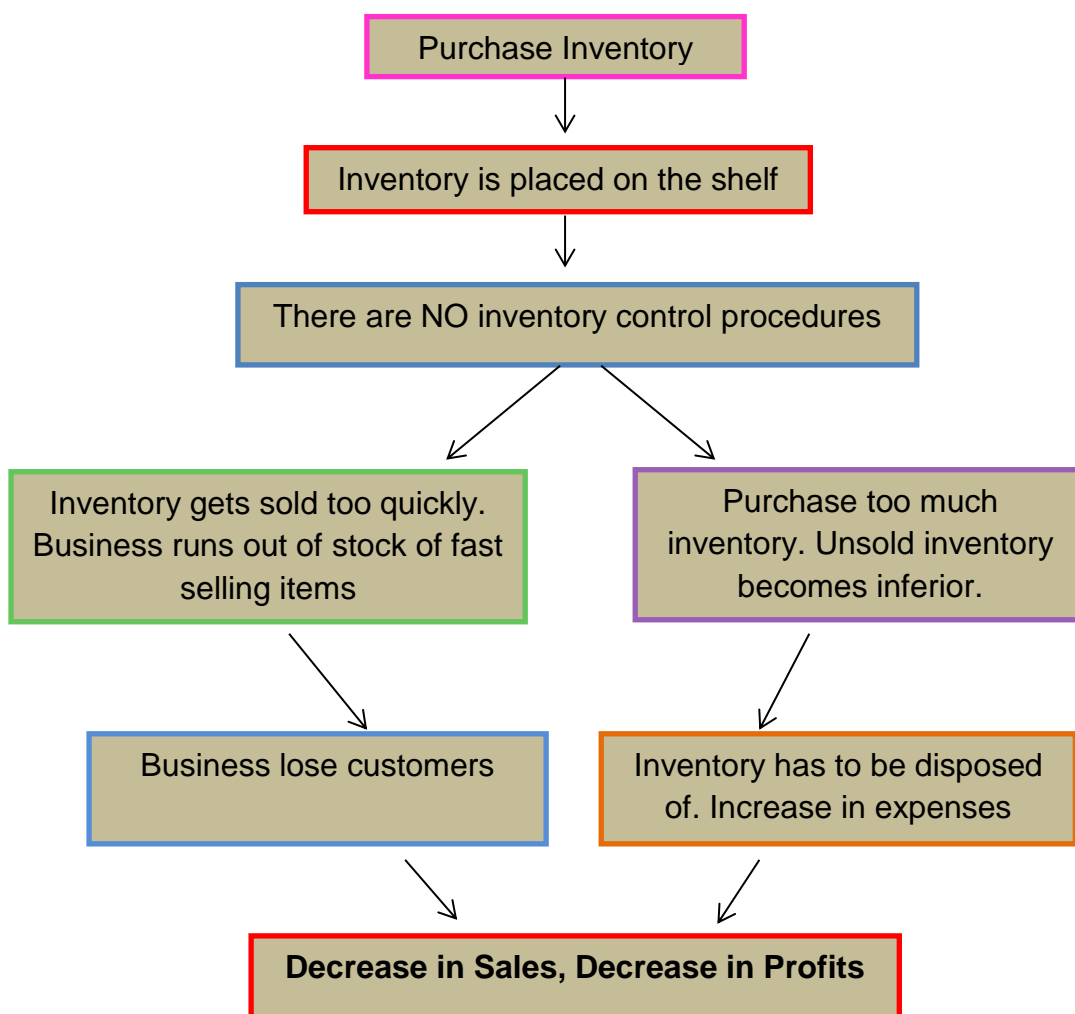 Purchase Inventory
Inventory is placed on the shelf
There are NO inventory control procedures
Inventory gets sold too quickly.
Business runs out of stock of fast
selling items
Purchase too much
inventory. Unsold inventory
becomes inferior.
Business lose customers
Inventory has to be disposed
of. Increase in expenses
Decrease in Sales, Decrease in Profits